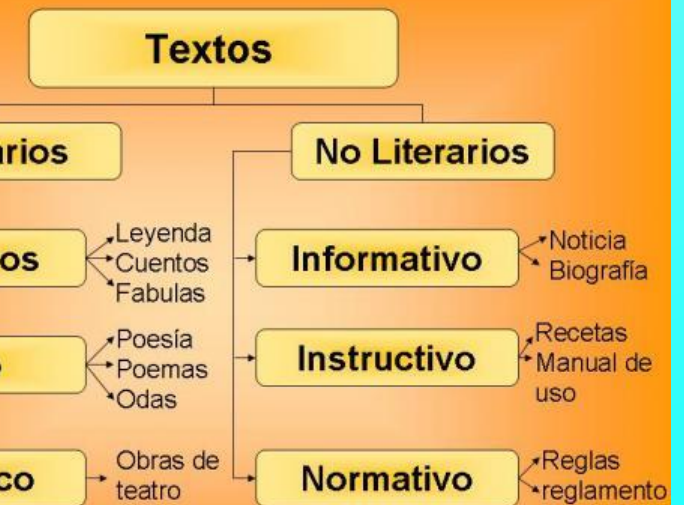 Textos
rios
No Literarios
os
Leyenda
Cuentos
Fabulas
Informativo
Noticia
Biografía
Poesía
Poemas
Odas
Instructivo
Recetas
Manual de
uso
co
Obras de
teatro
Normativo
Reglas
reglamento